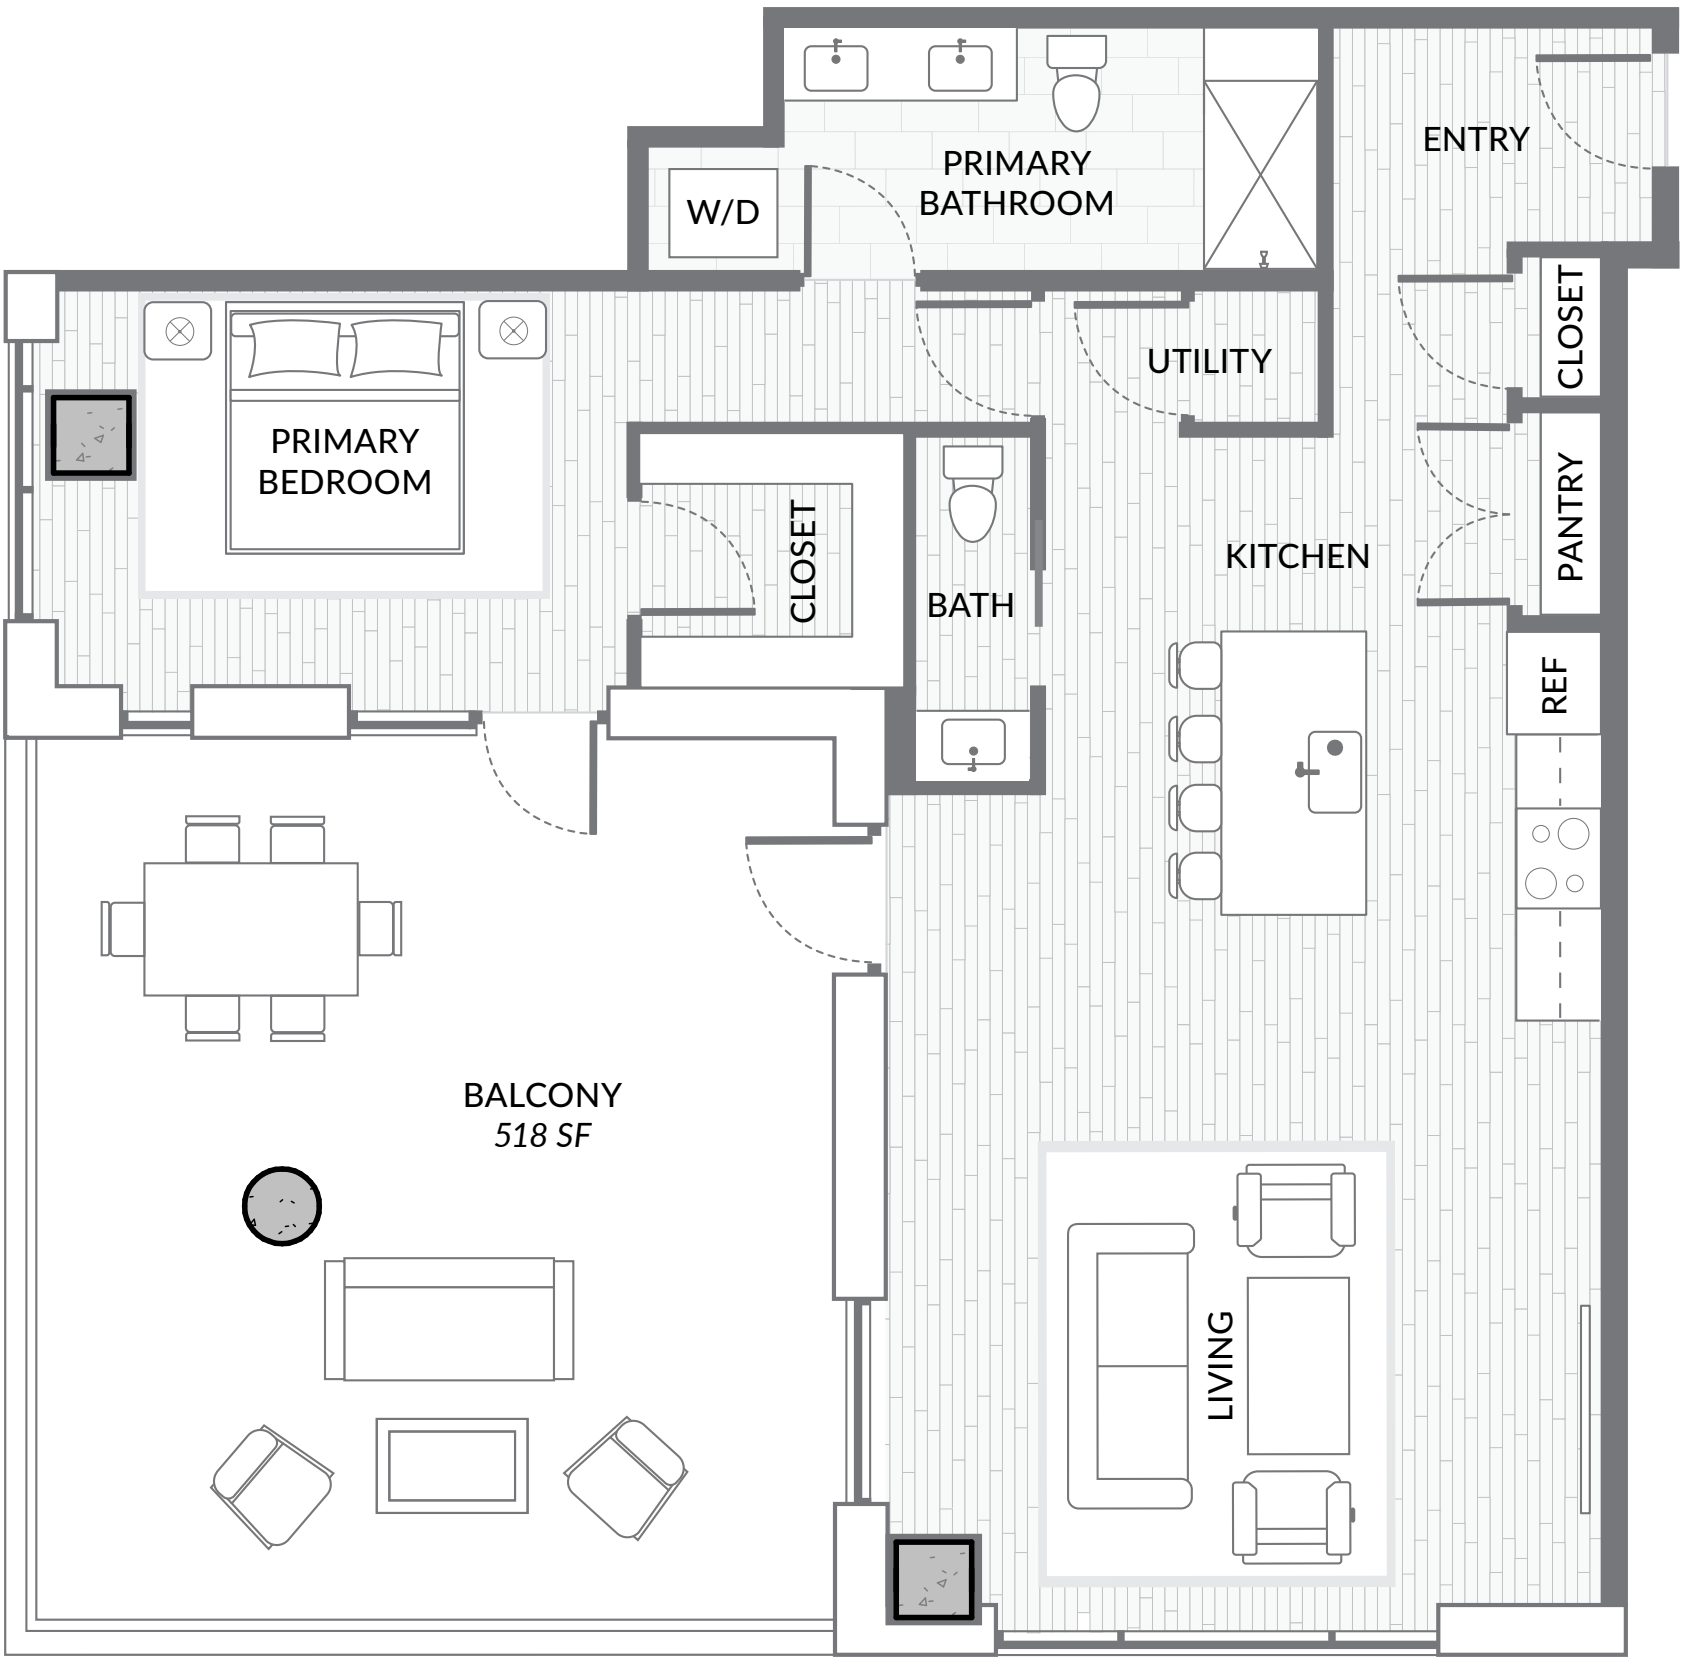 ENTRY
PRIMARY
BATHROOM
W/D
CLOSET
UTILITY
PRIMARY
BEDROOM
CLOSET
PANTRY
KITCHEN
BATH
REF
BALCONY
518 SF
LIVING